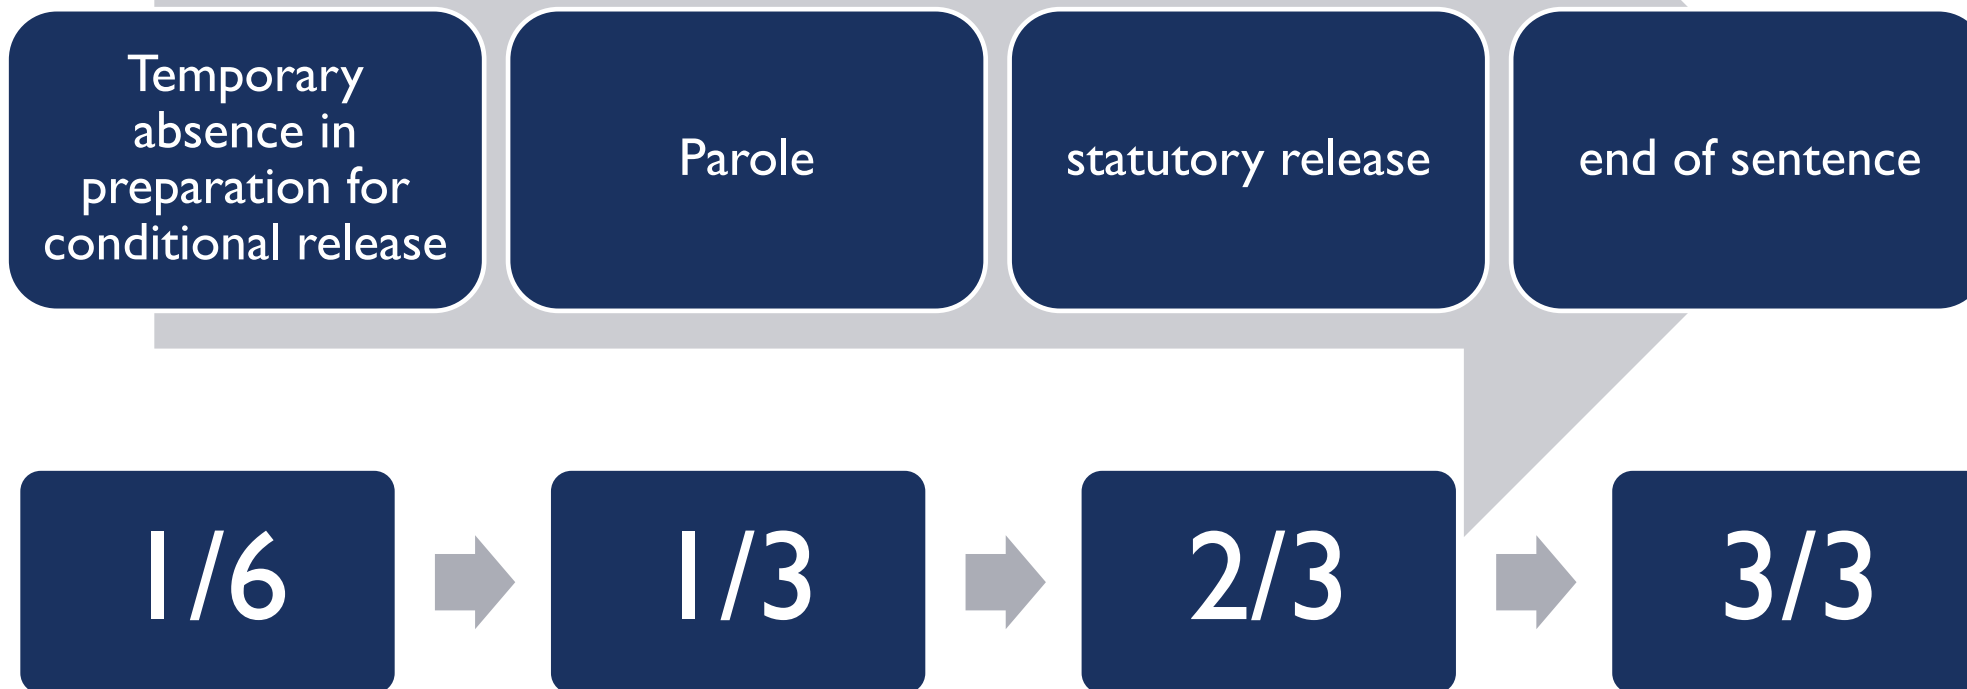 Temporary
absence in
preparation for
conditional release
Parole
statutory release
end of sentence
1/6
1/3
2/3
3/3